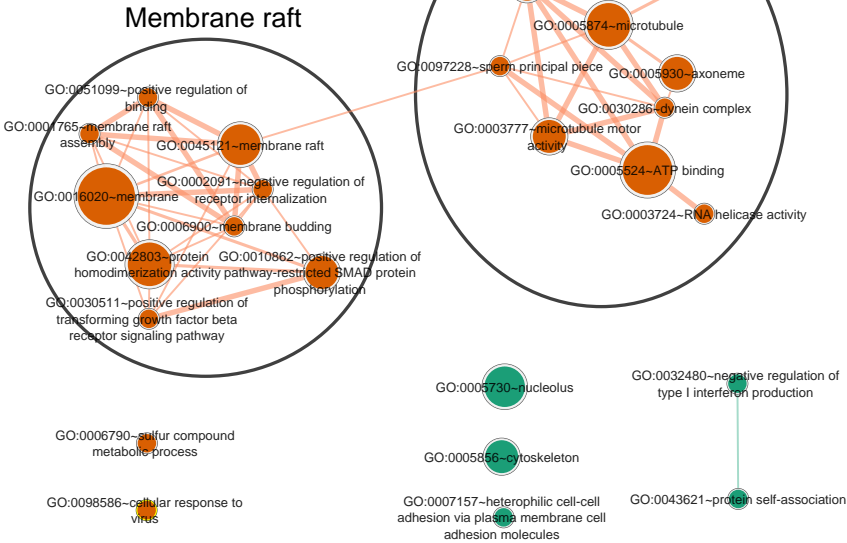 Membrane raft
GO:0051099~positive regulation of
binding
GO:0001765~membrane raft
assembly
GO:0045121~membrane raft
GO:0016020~membrane
GO:0002091~negative regulation of
receptor internalization
GO:0006900~membrane budding
GO:0042803~protein
homodimerization activity
GO:0010862~positive regulation of
pathway-restricted SMAD protein
phosphorylation
GO:0030511~positive regulation of
transforming growth factor beta
receptor signaling pathway
GO:0005874~microtubule
GO:0097228~sperm principal piece
GO:0005930~axoneme
GO:0030286~dynein complex
GO:0003777~microtubule motor
activity
GO:0005524~ATP binding
GO:0003724~RNA helicase activity
GO:0006790~sulfur compound
metabolic process
GO:0098586~cellular response to
virus
GO:0005730~nucleolus
GO:0005856~cytoskeleton
GO:0007157~heterophilic cell-cell
adhesion via plasma membrane cell
adhesion molecules
GO:0032480~negative regulation of
type I interferon production
GO:0043621~protein self-association